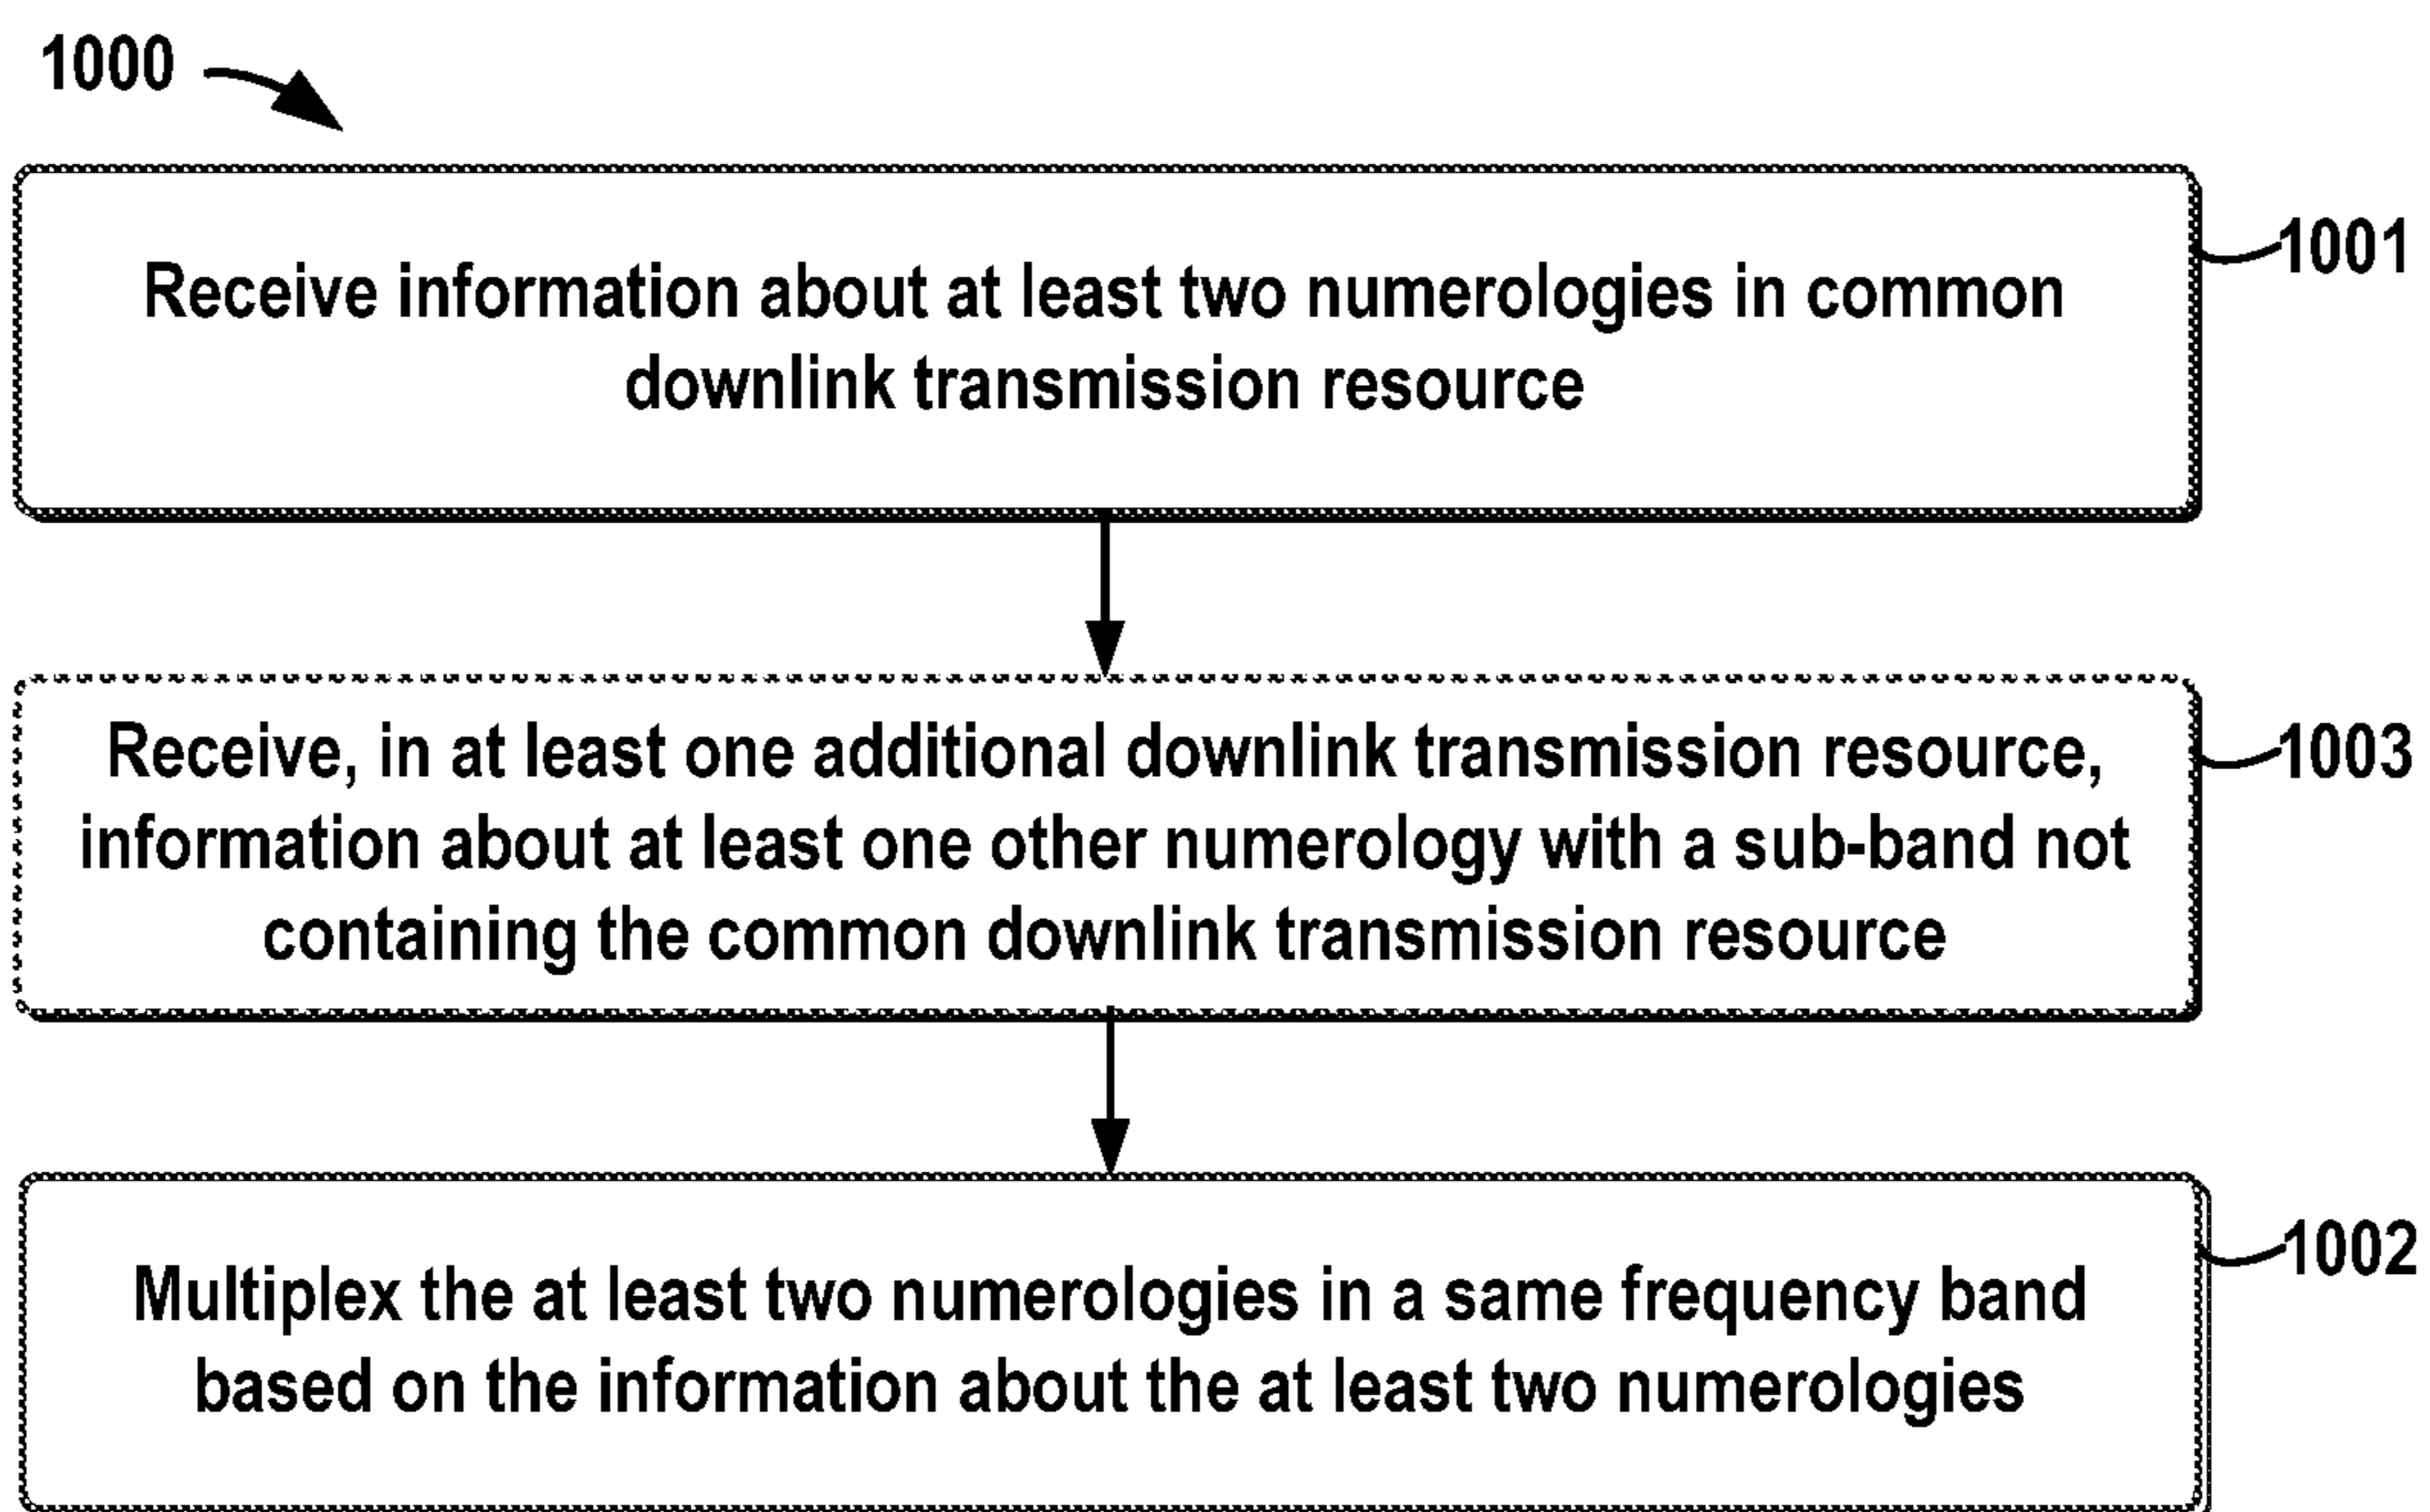 1000
Receive information about at least two numerologies in common
downlink transmission resource
1001
Receive, in at least one additional downlink transmission resource,
information about at least one other numerology with a sub-band not
containing the common downlink transmission resource
1003
Multiplex the at least two numerologies in a same frequency band
based on the information about the at least two numerologies
1002